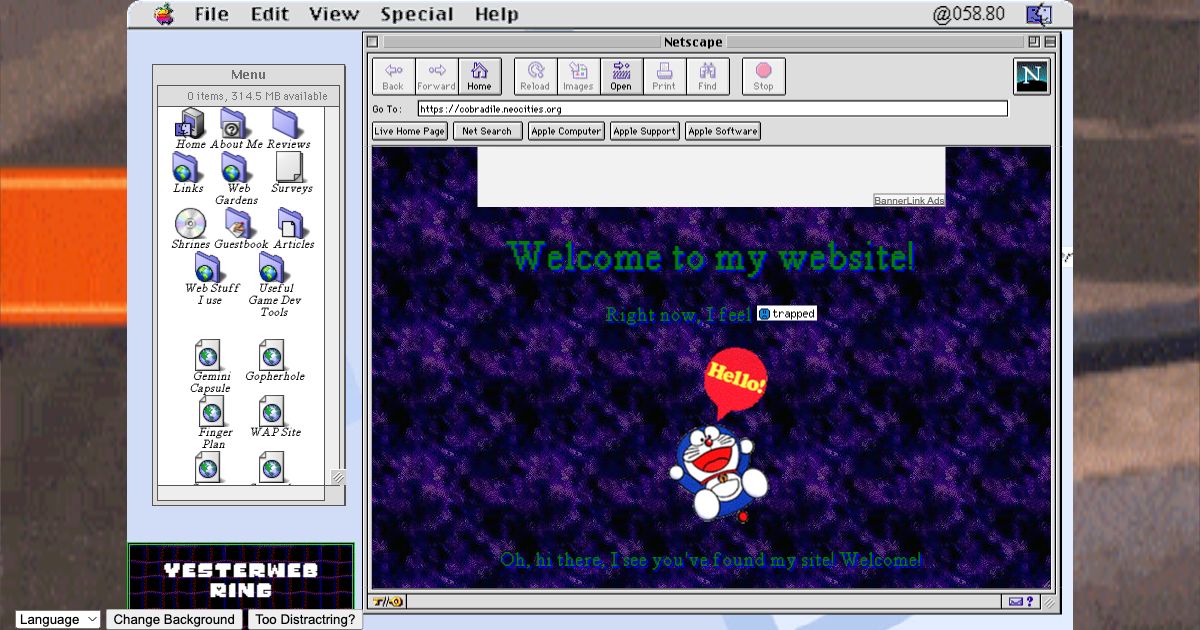 File Edit View Special Help
@058.80
Netscape
Back Forward Home Reload Images Open Print Find Stop
N
Go To: https://cobradile.neocities.org
Live Home Page Net Search Apple Computer Apple Support Apple Software
Menu
0 items, 314.5 MB available
Home About Me Reviews
Links Web Gardens Surveys
Shrines Guestbook Articles
Web Stuff I use
Useful Game Dev Tools
Gemini Capsule
Gopherhole
Finger Plan
WAP Site
BannerLink Ads
Welcome to my website!
Right now, I feel trapped
Hello!
Oh, hi there, I see you've found my site! Welcome!
YESTERWEB
RING
Language Change Background Too Distractring?